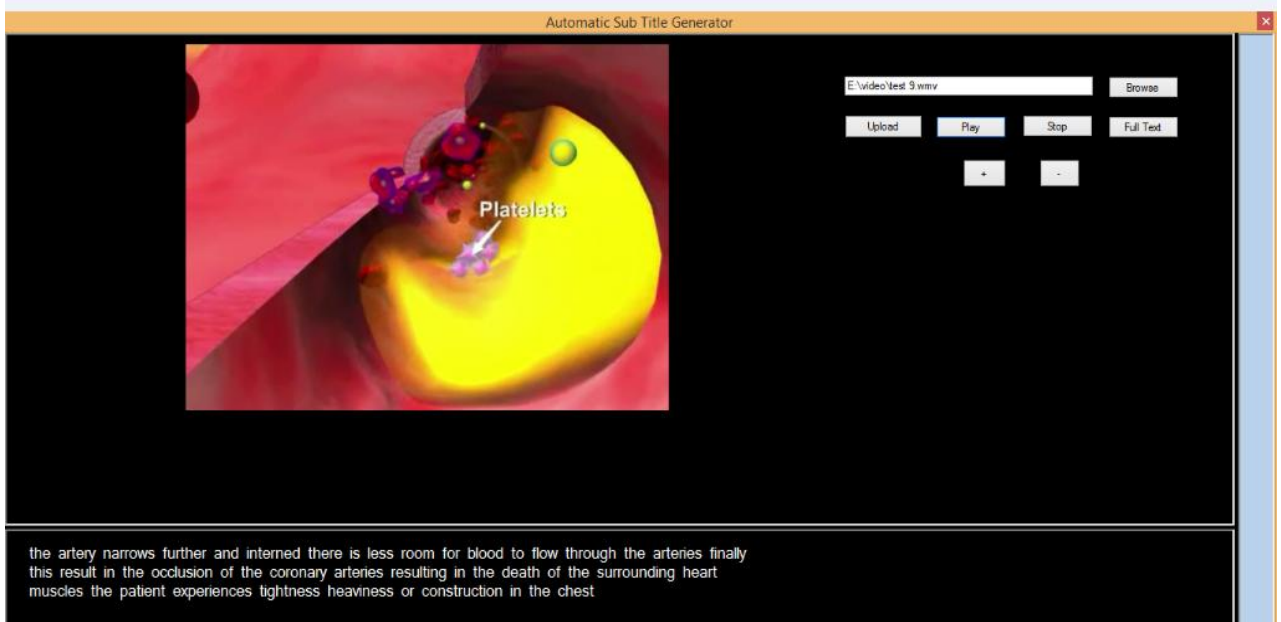 Automatic Sub Title Generator
E:\video\test 9.wmv
Browse
Upload Play Stop Full Text
+ -
Platelets
the artery narrows further and interned there is less room for blood to flow through the arteries finally
this result in the occlusion of the coronary arteries resulting in the death of the surrounding heart
muscles the patient experiences tightness heaviness or construction in the chest